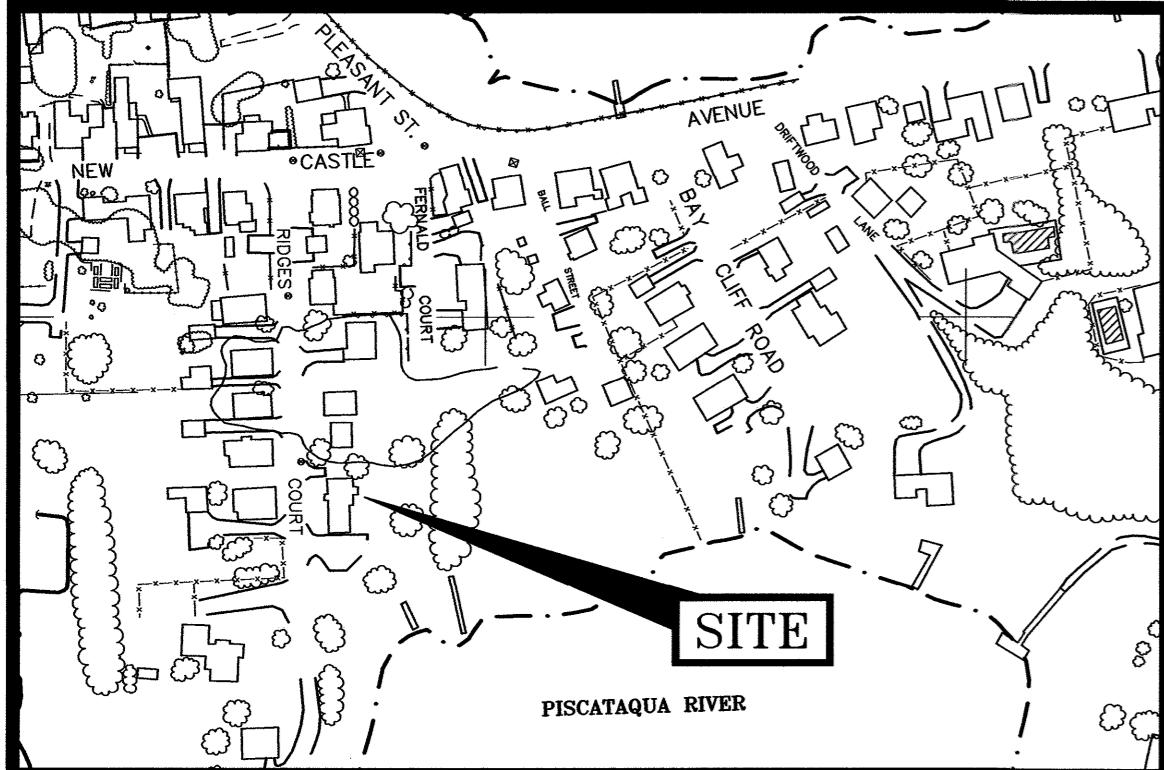 PLEASANT ST.
AVENUE
NEW CASTLE
DRIFTWOOD LANE
FERNALD COURT
BALL STREET
BAY CLIFF ROAD
RIDGES COURT
SITE
PISCATAQUA RIVER